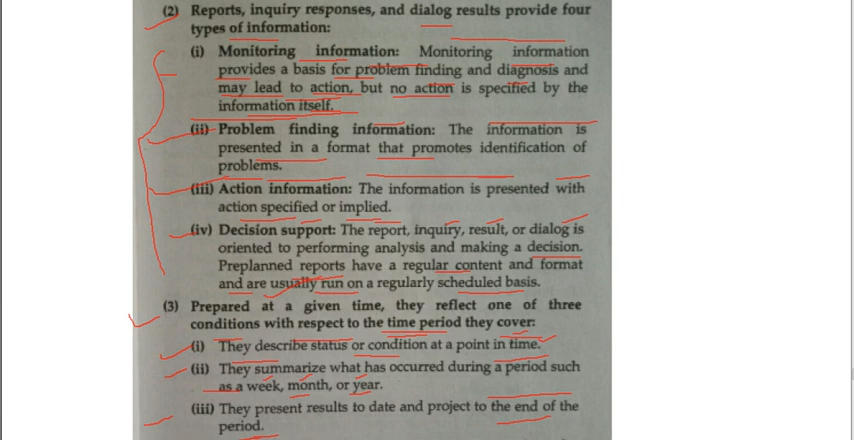 (2) Reports, inquiry responses, and dialog results provide four
types of information:
(i) Monitoring information: Monitoring information
provides a basis for problem finding and diagnosis and
may lead to action, but no action is specified by the
information itself.
(ii) Problem finding information: The information is
presented in a format that promotes identification of
problems.
(iii) Action information: The information is presented with
action specified or implied.
(iv) Decision support: The report, inquiry, result, or dialog is
oriented to performing analysis and making a decision.
Preplanned reports have a regular content and format
and are usually run on a regularly scheduled basis.
(3) Prepared at a given time, they reflect one of three
conditions with respect to the time period they cover:
(i) They describe status or condition at a point in time.
(ii) They summarize what has occurred during a period such
as a week, month, or year.
(iii) They present results to date and project to the end of the
period.